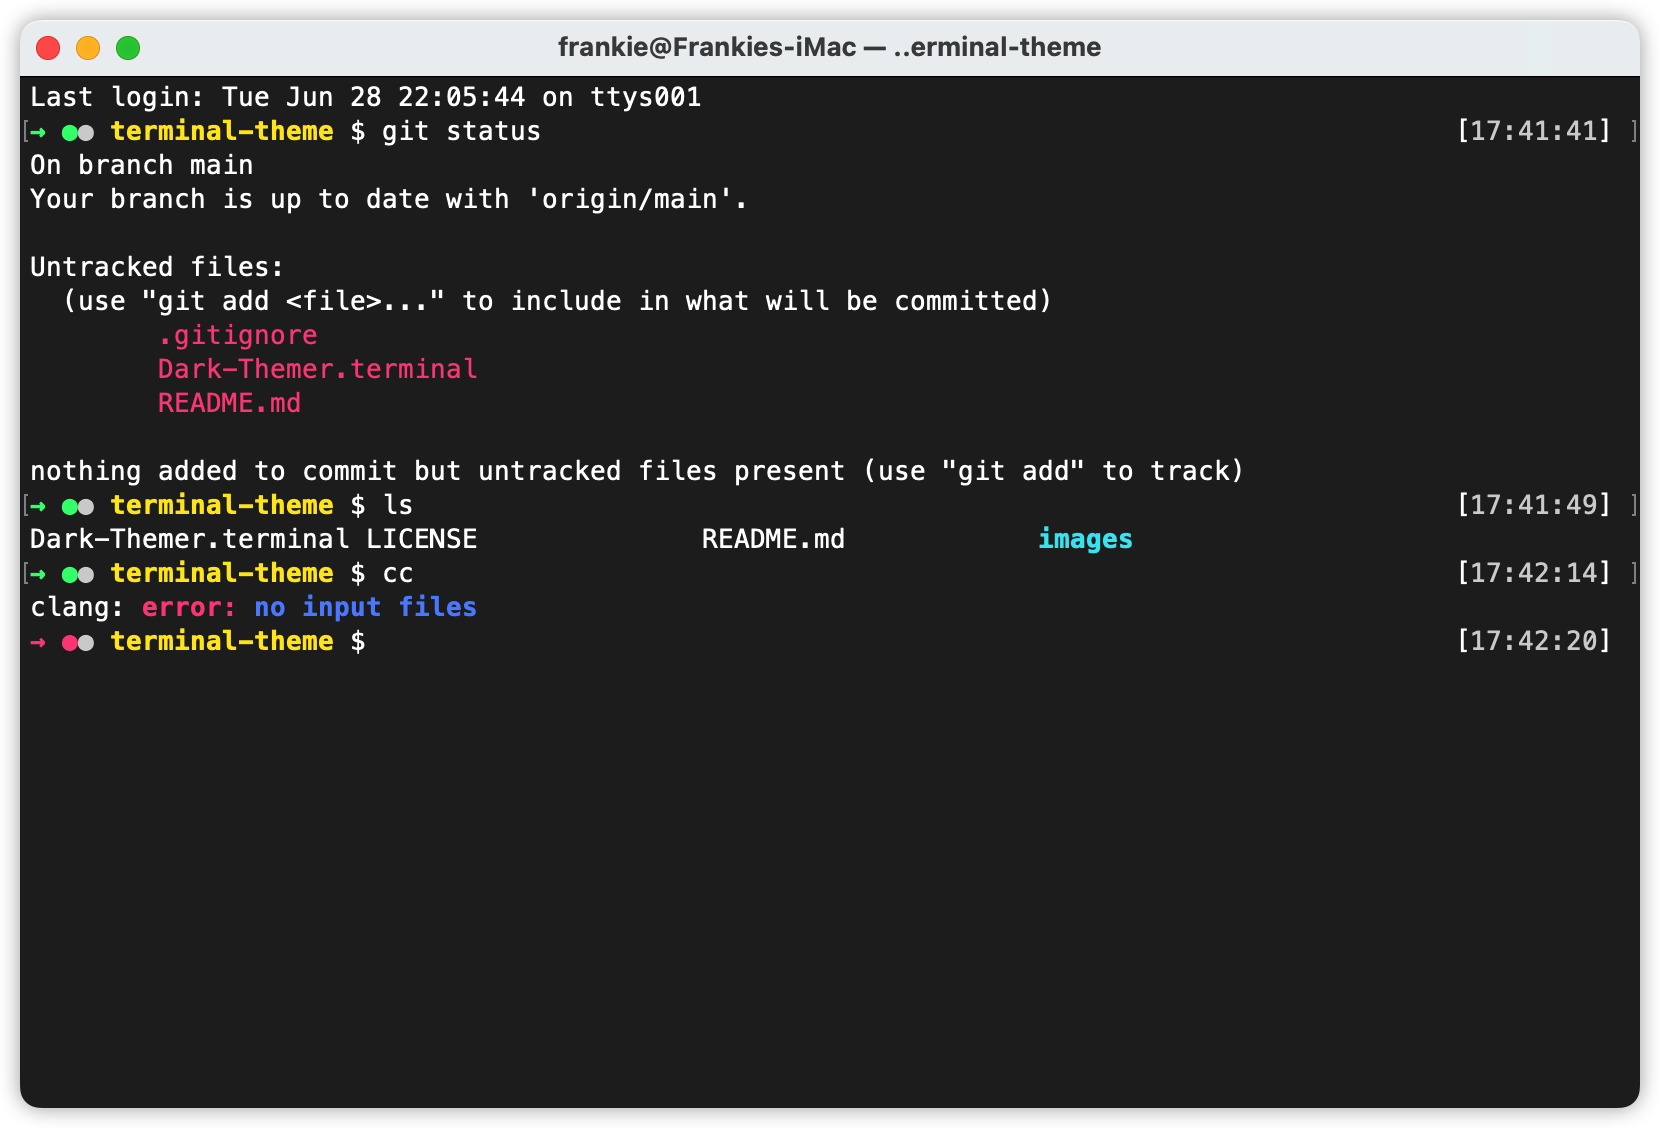 frankie@Frankies-iMac — ..erminal-theme
Last login: Tue Jun 28 22:05:44 on ttys001
[→ ●● terminal-theme $ git status [17:41:41] ]
On branch main
Your branch is up to date with 'origin/main'.
Untracked files:
(use "git add <file>..." to include in what will be committed)
.gitignore
Dark-Themer.terminal
README.md
nothing added to commit but untracked files present (use "git add" to track)
[→ ●● terminal-theme $ ls [17:41:49] ]
Dark-Themer.terminal LICENSE README.md images
[→ ●● terminal-theme $ cc [17:42:14] ]
clang: error: no input files
→ ●● terminal-theme $ [17:42:20]